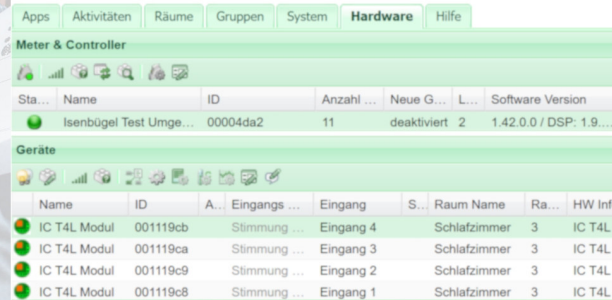 Apps Aktivitäten Räume Gruppen System Hardware Hilfe
Meter & Controller
Sta... Name ID Anzahl ... Neue G... L... Software Version
Isenbügel Test Umge... 00004da2 11 deaktiviert 2 1.42.0.0 / DSP: 1.9....
Geräte
Name ID A... Eingangs ... Eingang S... Raum Name Ra... HW Inf
IC T4L Modul 001119cb Stimmung ... Eingang 4 Schlafzimmer 3 IC T4L
IC T4L Modul 001119ca Stimmung ... Eingang 3 Schlafzimmer 3 IC T4L
IC T4L Modul 001119c9 Stimmung ... Eingang 2 Schlafzimmer 3 IC T4L
IC T4L Modul 001119c8 Stimmung ... Eingang 1 Schlafzimmer 3 IC T4L